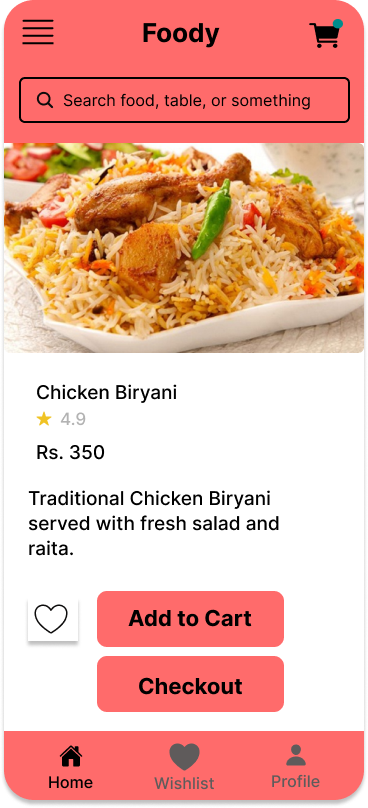 Foody
Search food, table, or something
Chicken Biryani
4.9
Rs. 350
Traditional Chicken Biryani
served with fresh salad and
raita.
Add to Cart
Checkout
Home
Wishlist
Profile